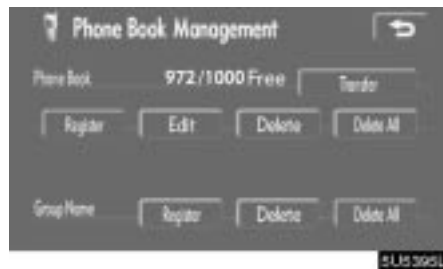 Phone Book Management
Phone Book 972/1000 Free Transfer
Register Edit Delete Delete All
Group Name Register Delete Delete All
5U5395L